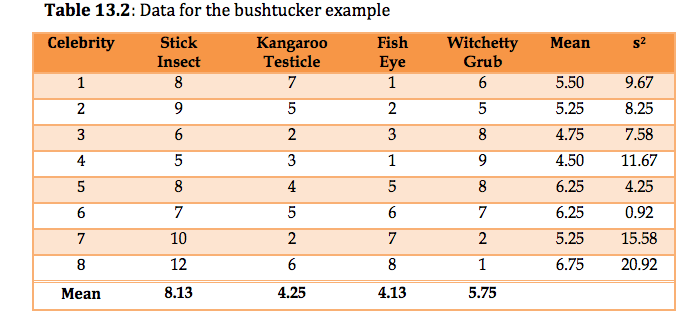 Table 13.2: Data for the bushtucker example
Celebrity Stick Insect Kangaroo Testicle Fish Eye Witchetty Grub Mean s²
1 8 7 1 6 5.50 9.67
2 9 5 2 5 5.25 8.25
3 6 2 3 8 4.75 7.58
4 5 3 1 9 4.50 11.67
5 8 4 5 8 6.25 4.25
6 7 5 6 7 6.25 0.92
7 10 2 7 2 5.25 15.58
8 12 6 8 1 6.75 20.92
Mean 8.13 4.25 4.13 5.75